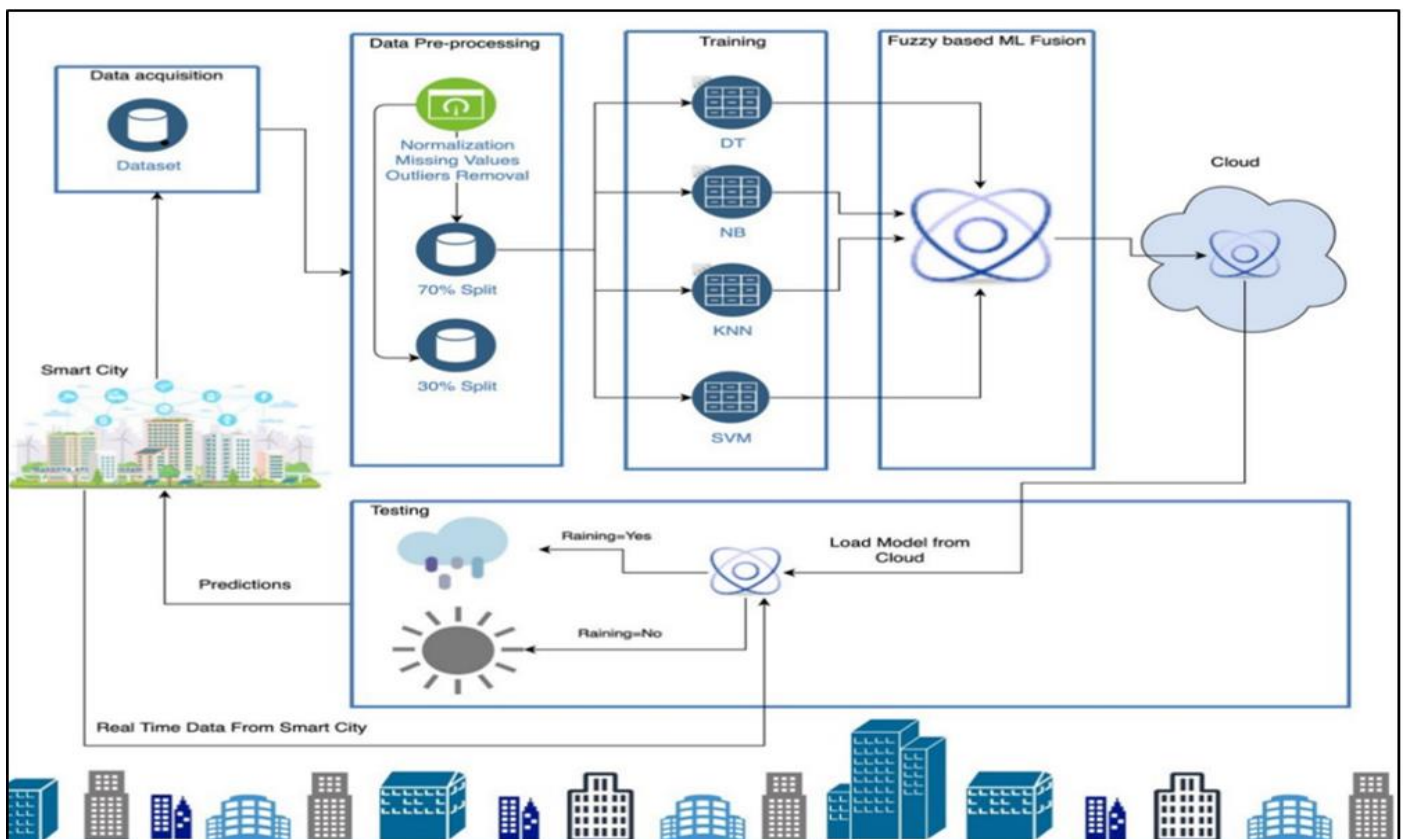 Data Pre-processing
Training
Fuzzy based ML Fusion
Data acquisition
Dataset
Normalization
Missing Values
Outliers Removal
70% Split
30% Split
DT
NB
KNN
SVM
Cloud
Smart City
Testing
Raining=Yes
Load Model from
Cloud
Predictions
Raining=No
Real Time Data From Smart City